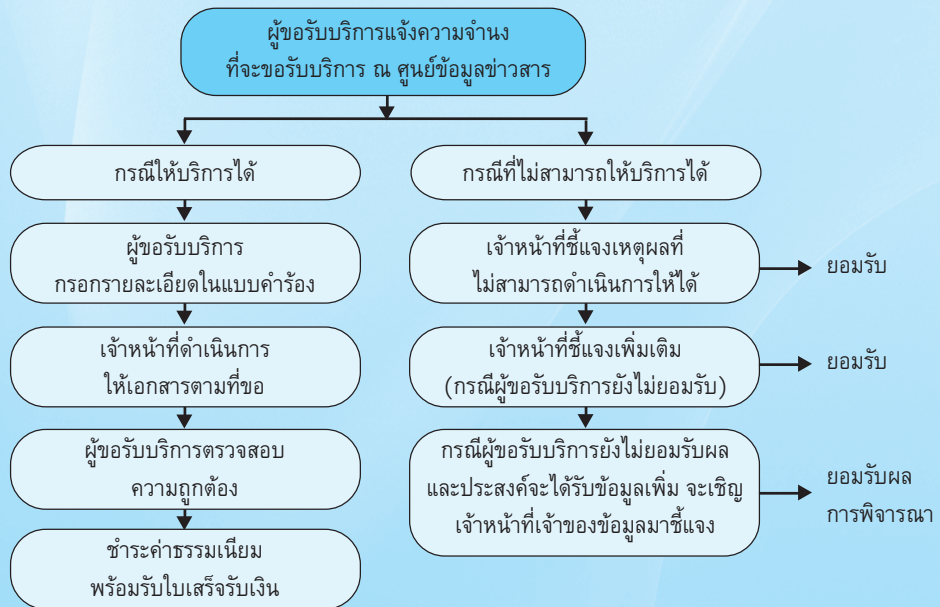 ผู้ขอรับบริการแจ้งความจำนง
ที่จะขอรับบริการ ณ ศูนย์ข้อมูลข่าวสาร
กรณีให้บริการได้
ผู้ขอรับบริการ
กรอกรายละเอียดในแบบคำร้อง
เจ้าหน้าที่ดำเนินการ
ให้เอกสารตามที่ขอ
ผู้ขอรับบริการตรวจสอบ
ความถูกต้อง
ชำระค่าธรรมเนียม
พร้อมรับใบเสร็จรับเงิน
กรณีที่ไม่สามารถให้บริการได้
เจ้าหน้าที่ชี้แจงเหตุผลที่
ไม่สามารถดำเนินการให้ได้
ยอมรับ
เจ้าหน้าที่ชี้แจงเพิ่มเติม
(กรณีผู้ขอรับบริการยังไม่ยอมรับ)
ยอมรับ
กรณีผู้ขอรับบริการยังไม่ยอมรับผล
และประสงค์จะได้รับข้อมูลเพิ่ม จะเชิญ
เจ้าหน้าที่เจ้าของข้อมูลมาชี้แจง
ยอมรับผล
การพิจารณา